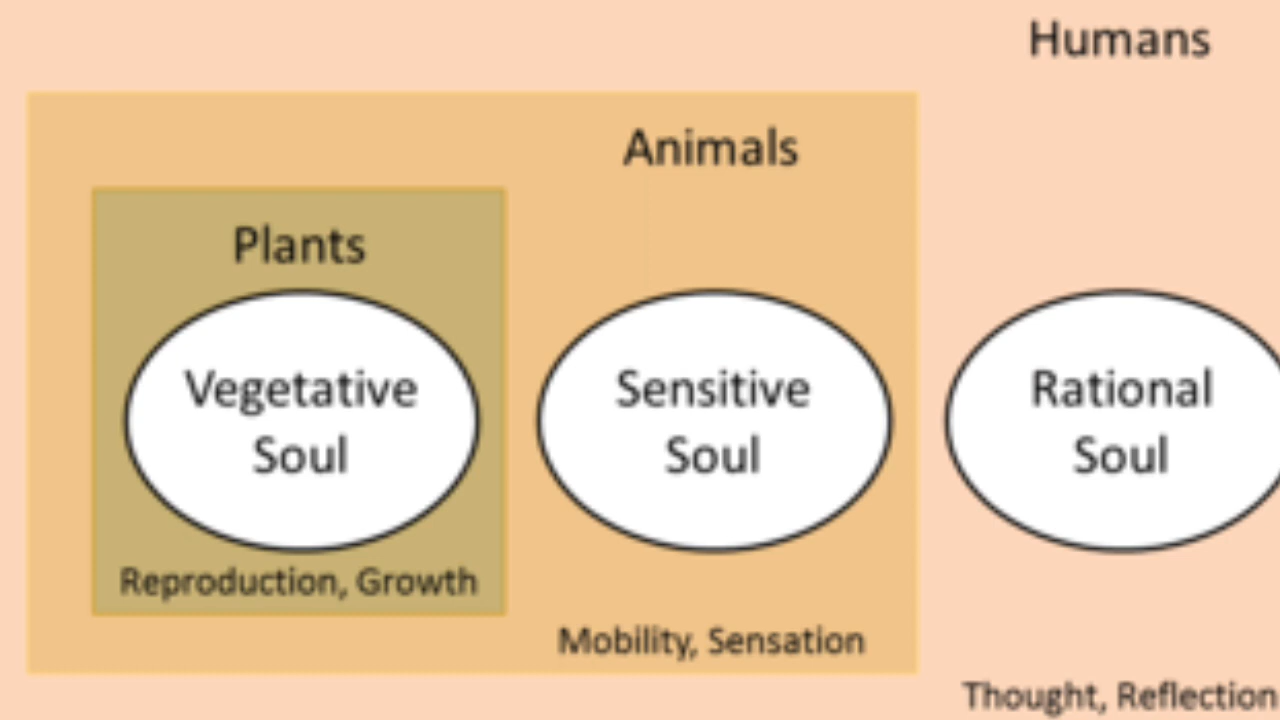 Humans
Animals
Plants
Vegetative
Soul
Sensitive
Soul
Rational
Soul
Reproduction, Growth
Mobility, Sensation
Thought, Reflection